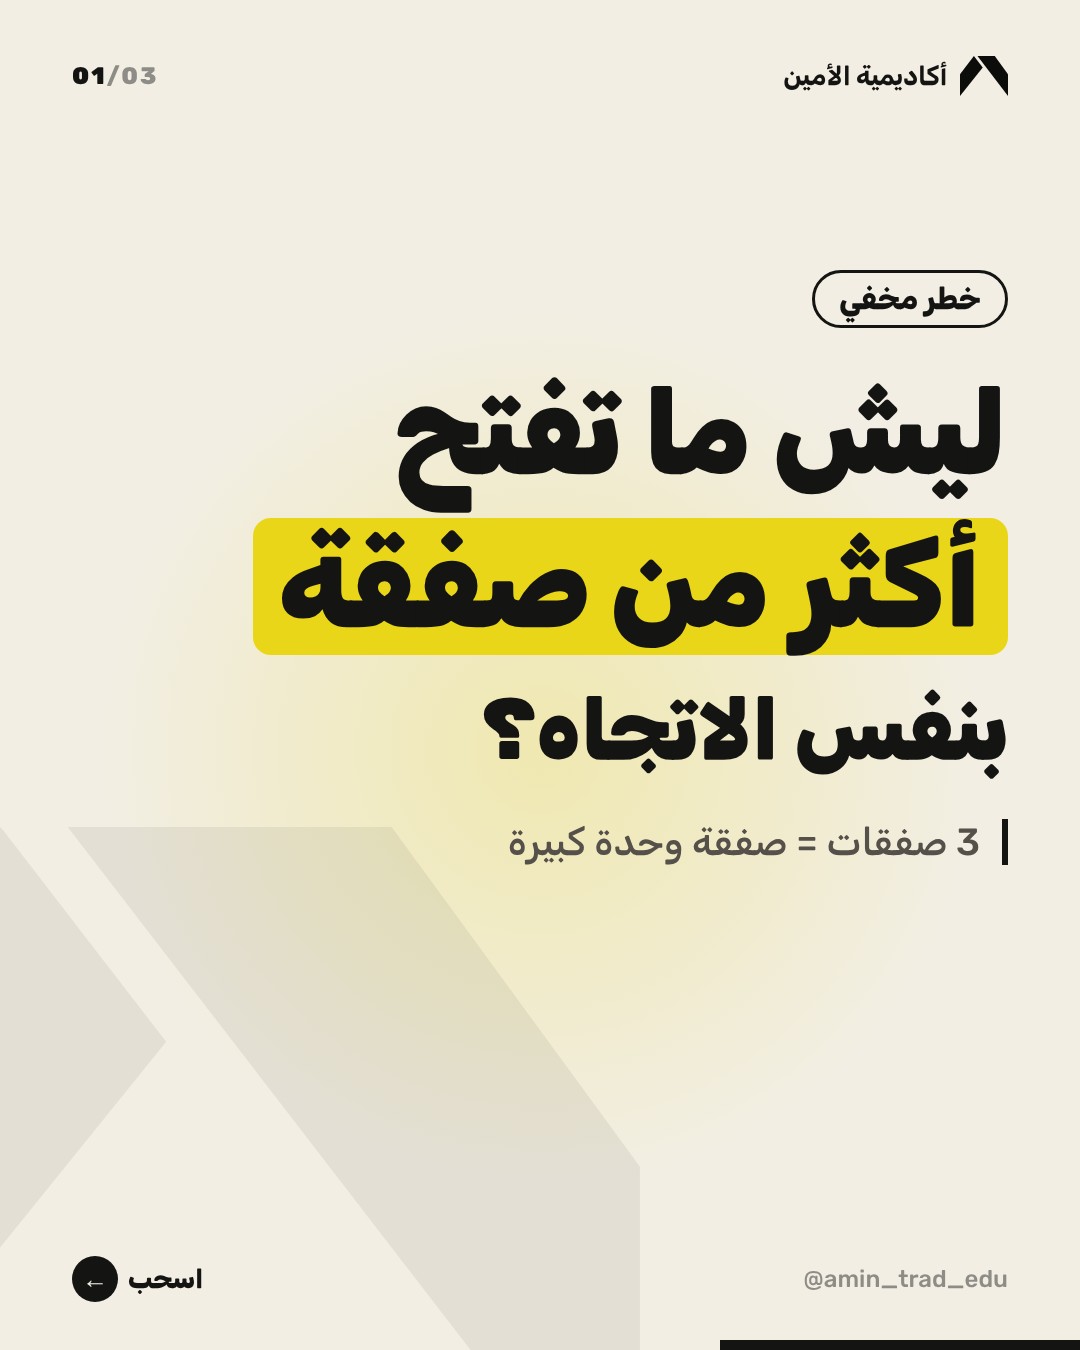 أكاديمية الأمين
01/03
خطر مخفي
ليش ما تفتح
أكثر من صفقة
بنفس الاتجاه؟
3 صفقات = صفقة وحدة كبيرة
@amin_trad_edu
اسحب ←